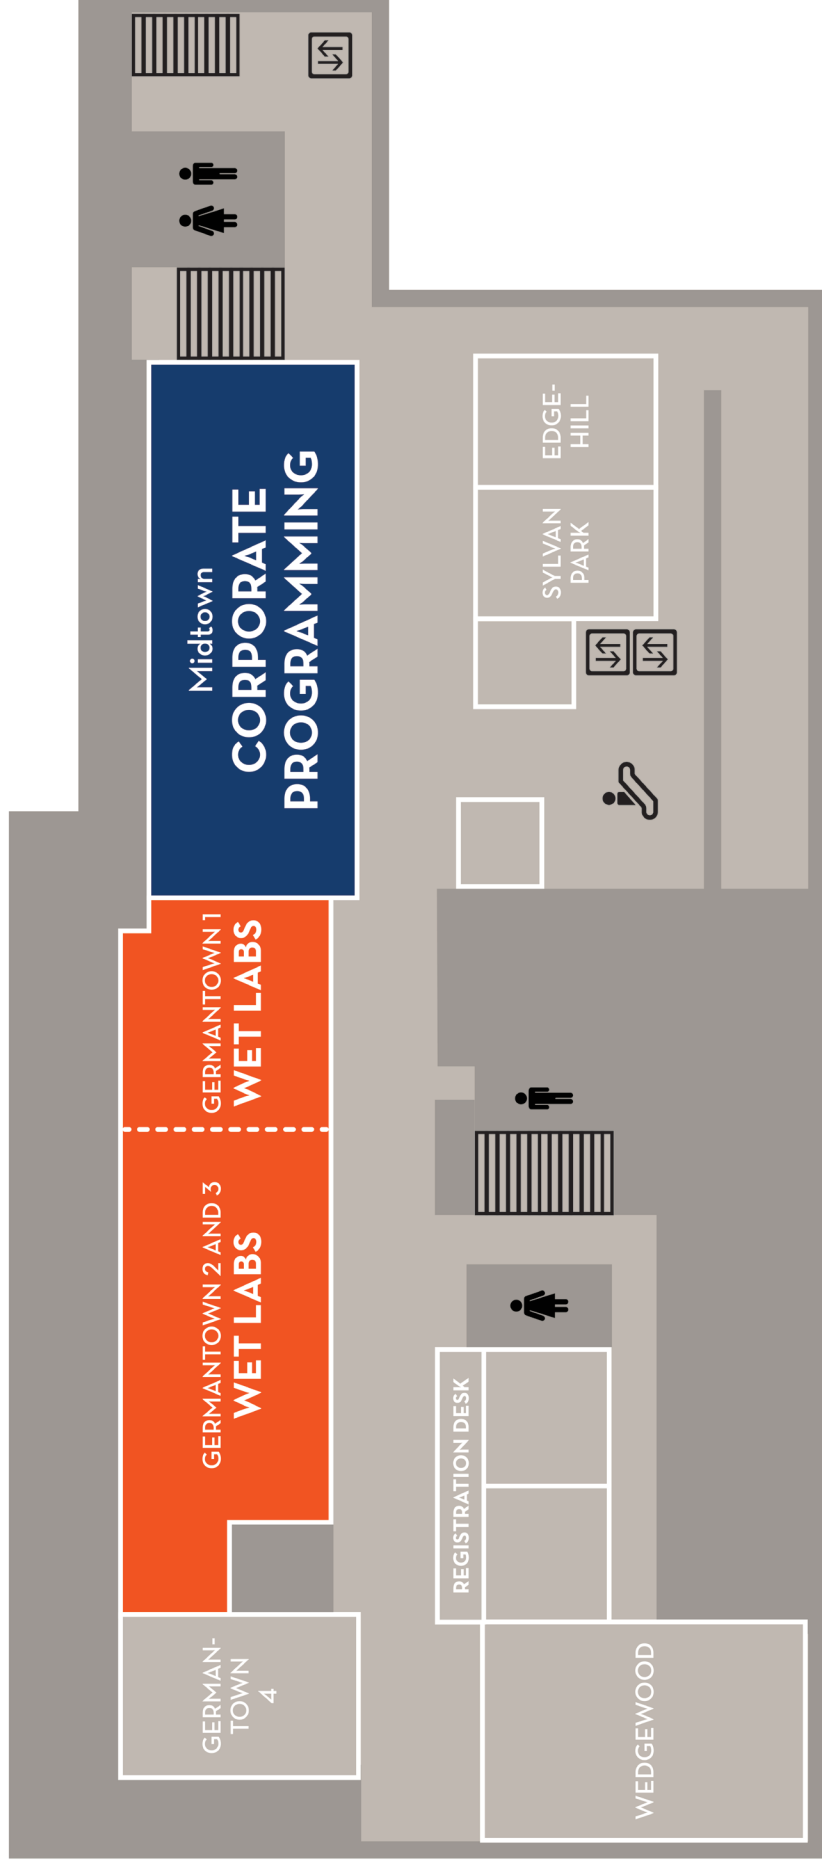 Midtown
CORPORATE
PROGRAMMING
EDGE-
HILL
SYLVAN
PARK
GERMANTOWN 1
WET LABS
GERMANTOWN 2 AND 3
WET LABS
REGISTRATION DESK
GERMAN-
TOWN
4
WEDGEWOOD